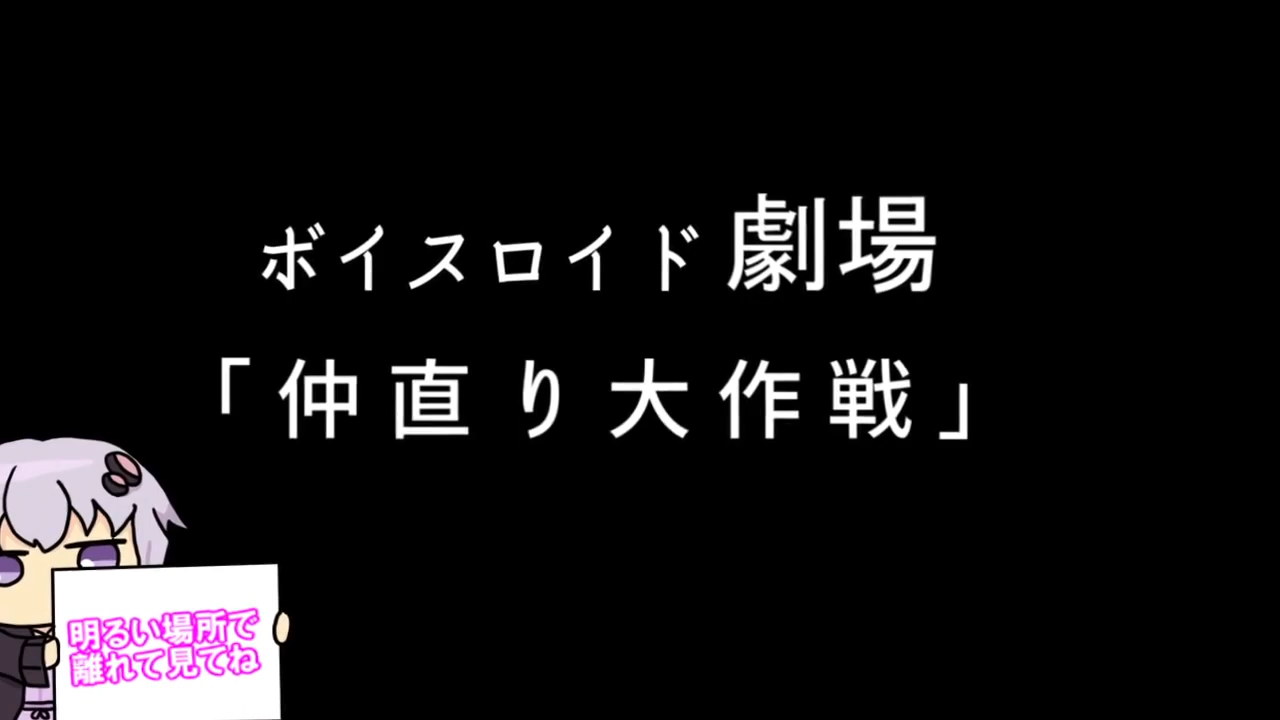 ボイスロイド劇場
「仲直り大作戦」
明るい場所で
離れて見てね